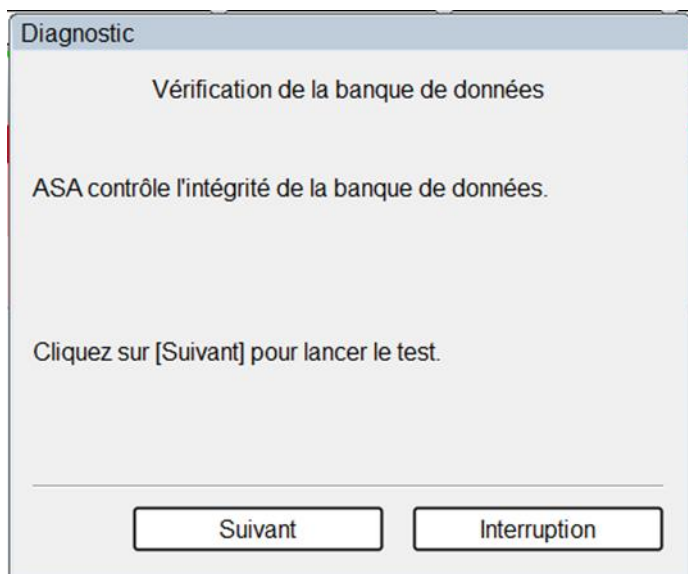 Diagnostic
Vérification de la banque de données
ASA contrôle l'intégrité de la banque de données.
Cliquez sur [Suivant] pour lancer le test.
Suivant
Interruption